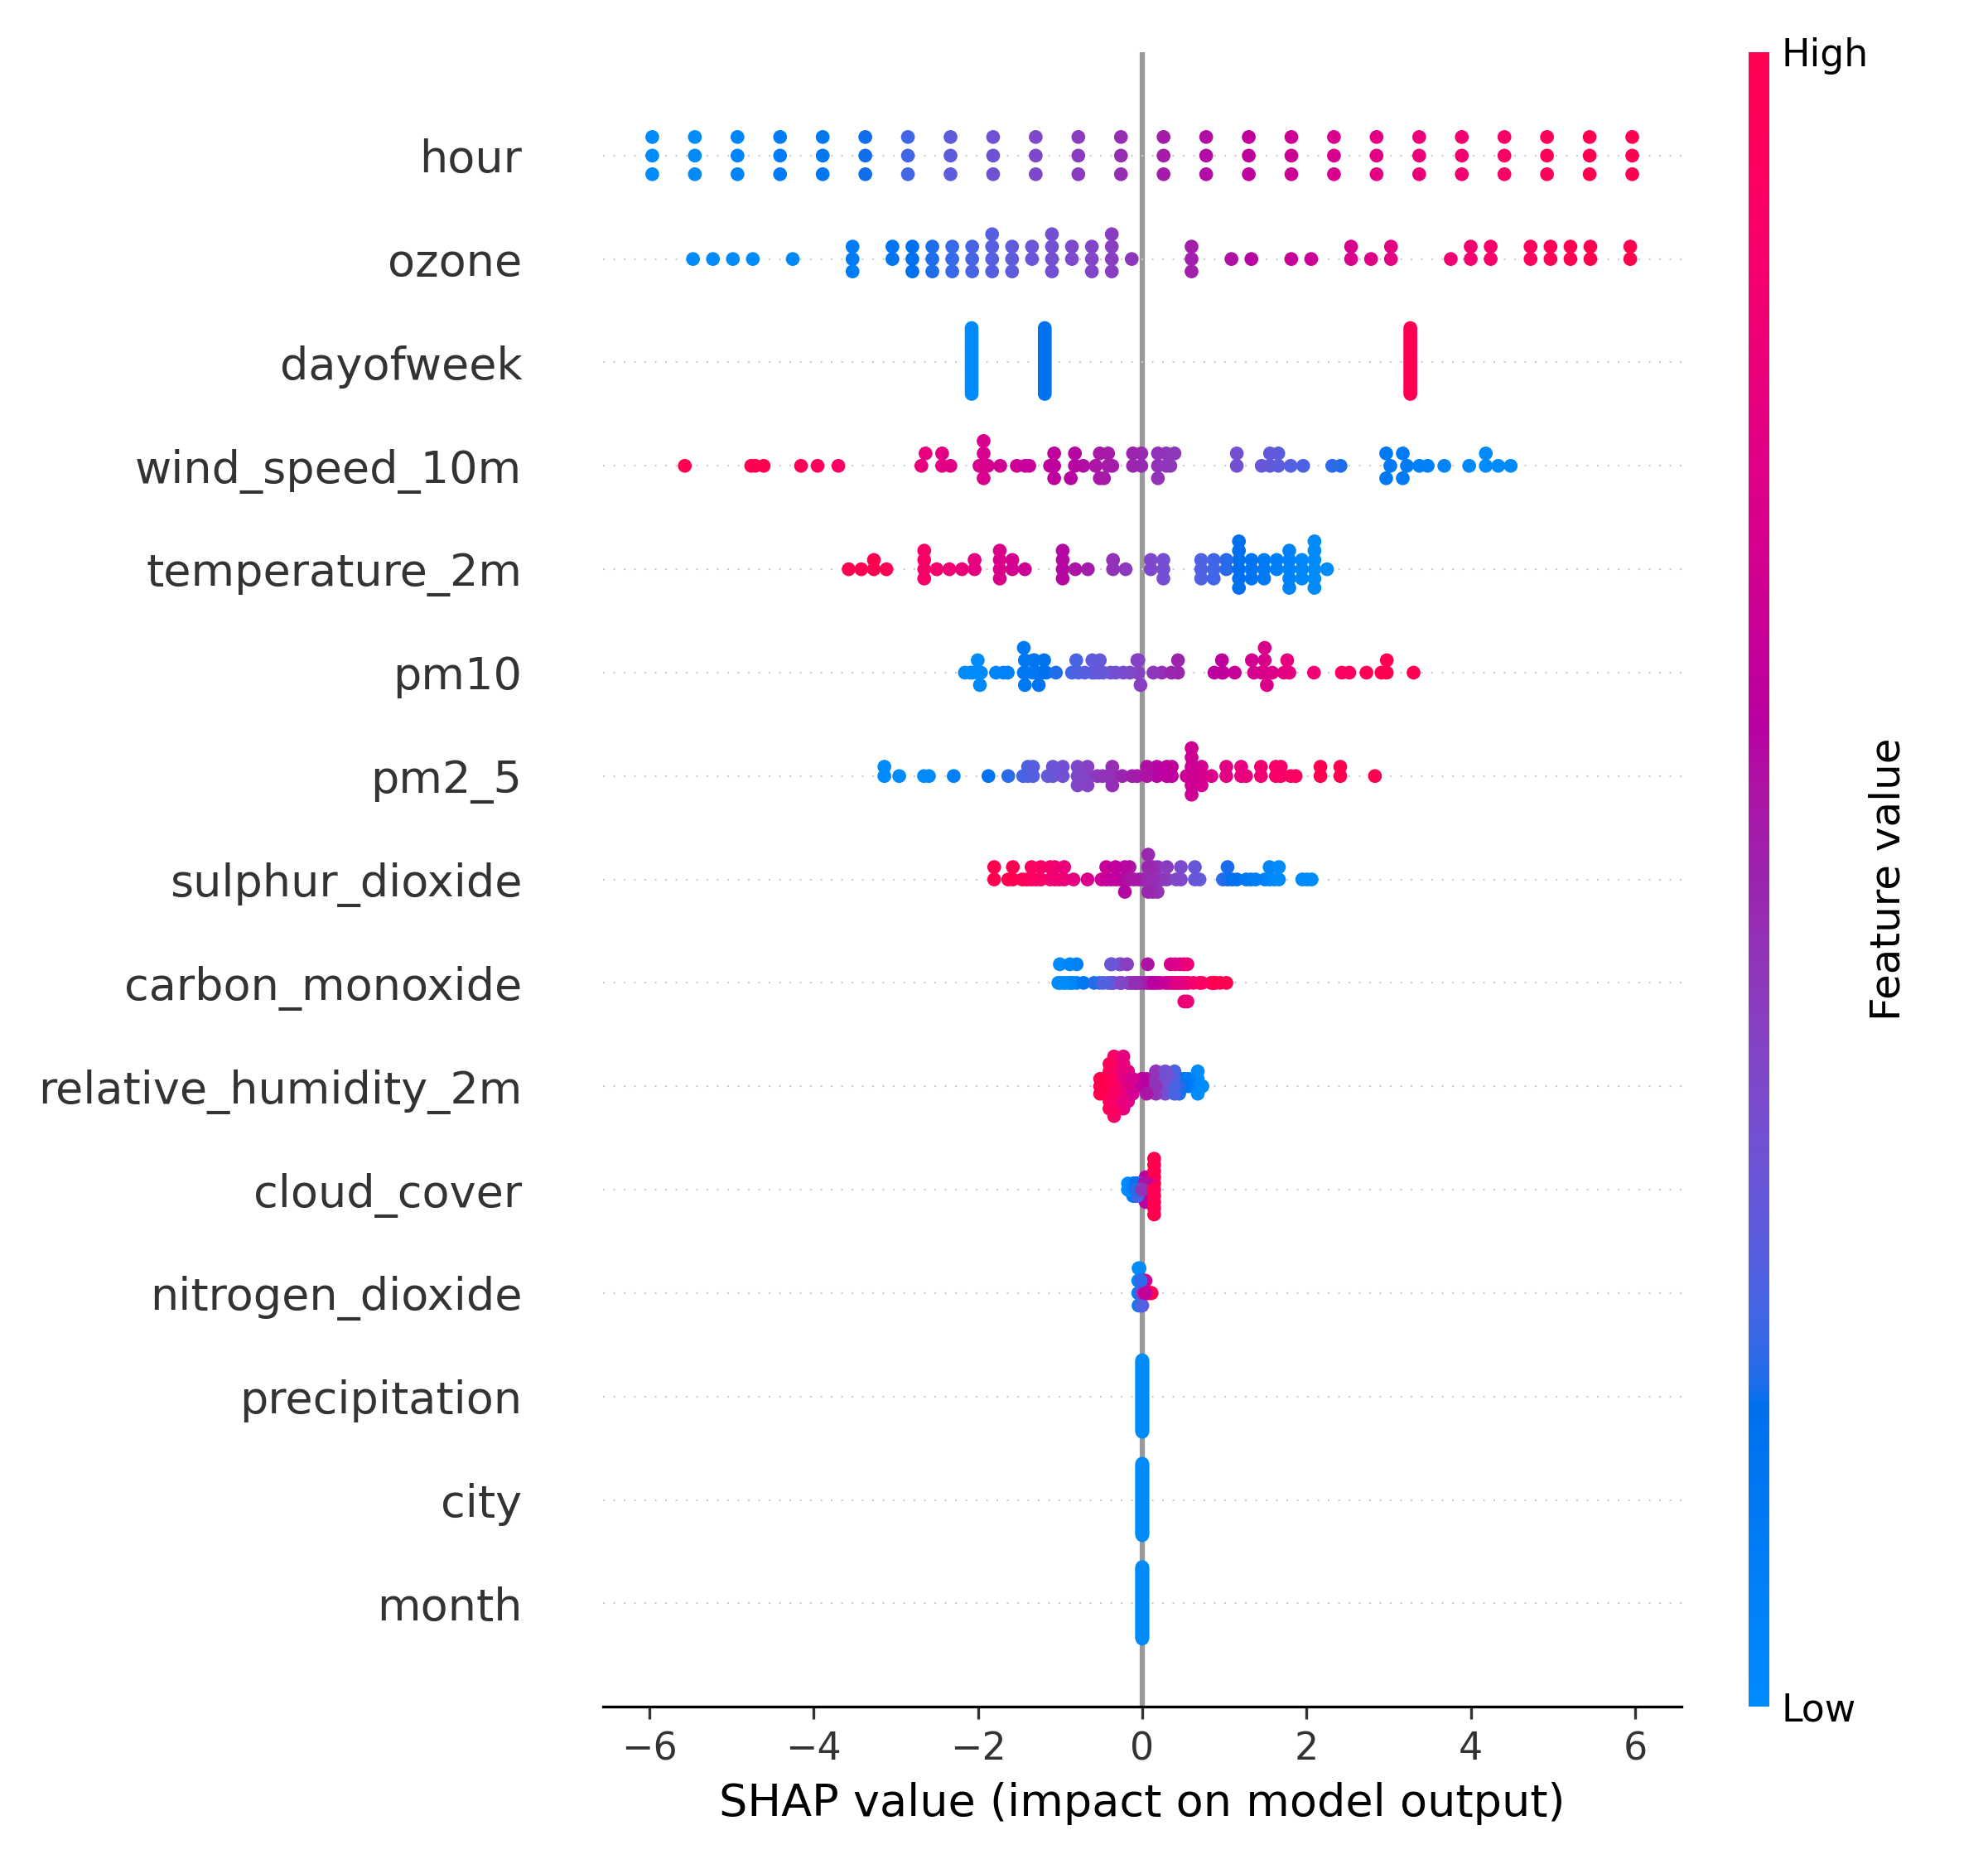 High
hour
ozone
dayofweek
wind_speed_10m
temperature_2m
pm10
pm2_5
sulphur_dioxide
carbon_monoxide
relative_humidity_2m
cloud_cover
nitrogen_dioxide
precipitation
city
month
Feature value
Low
−6 −4 −2 0 2 4 6
SHAP value (impact on model output)